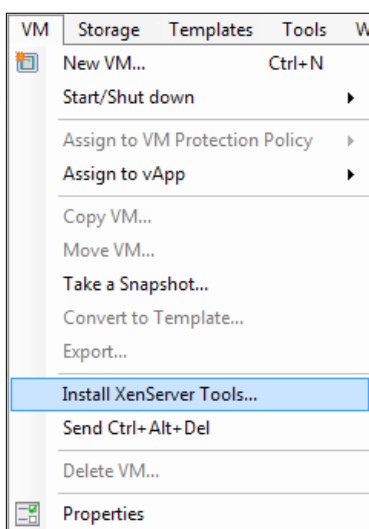 VM Storage Templates Tools W
New VM... Ctrl+N
Start/Shut down
Assign to VM Protection Policy
Assign to vApp
Copy VM...
Move VM...
Take a Snapshot...
Convert to Template...
Export...
Install XenServer Tools...
Send Ctrl+Alt+Del
Delete VM...
Properties